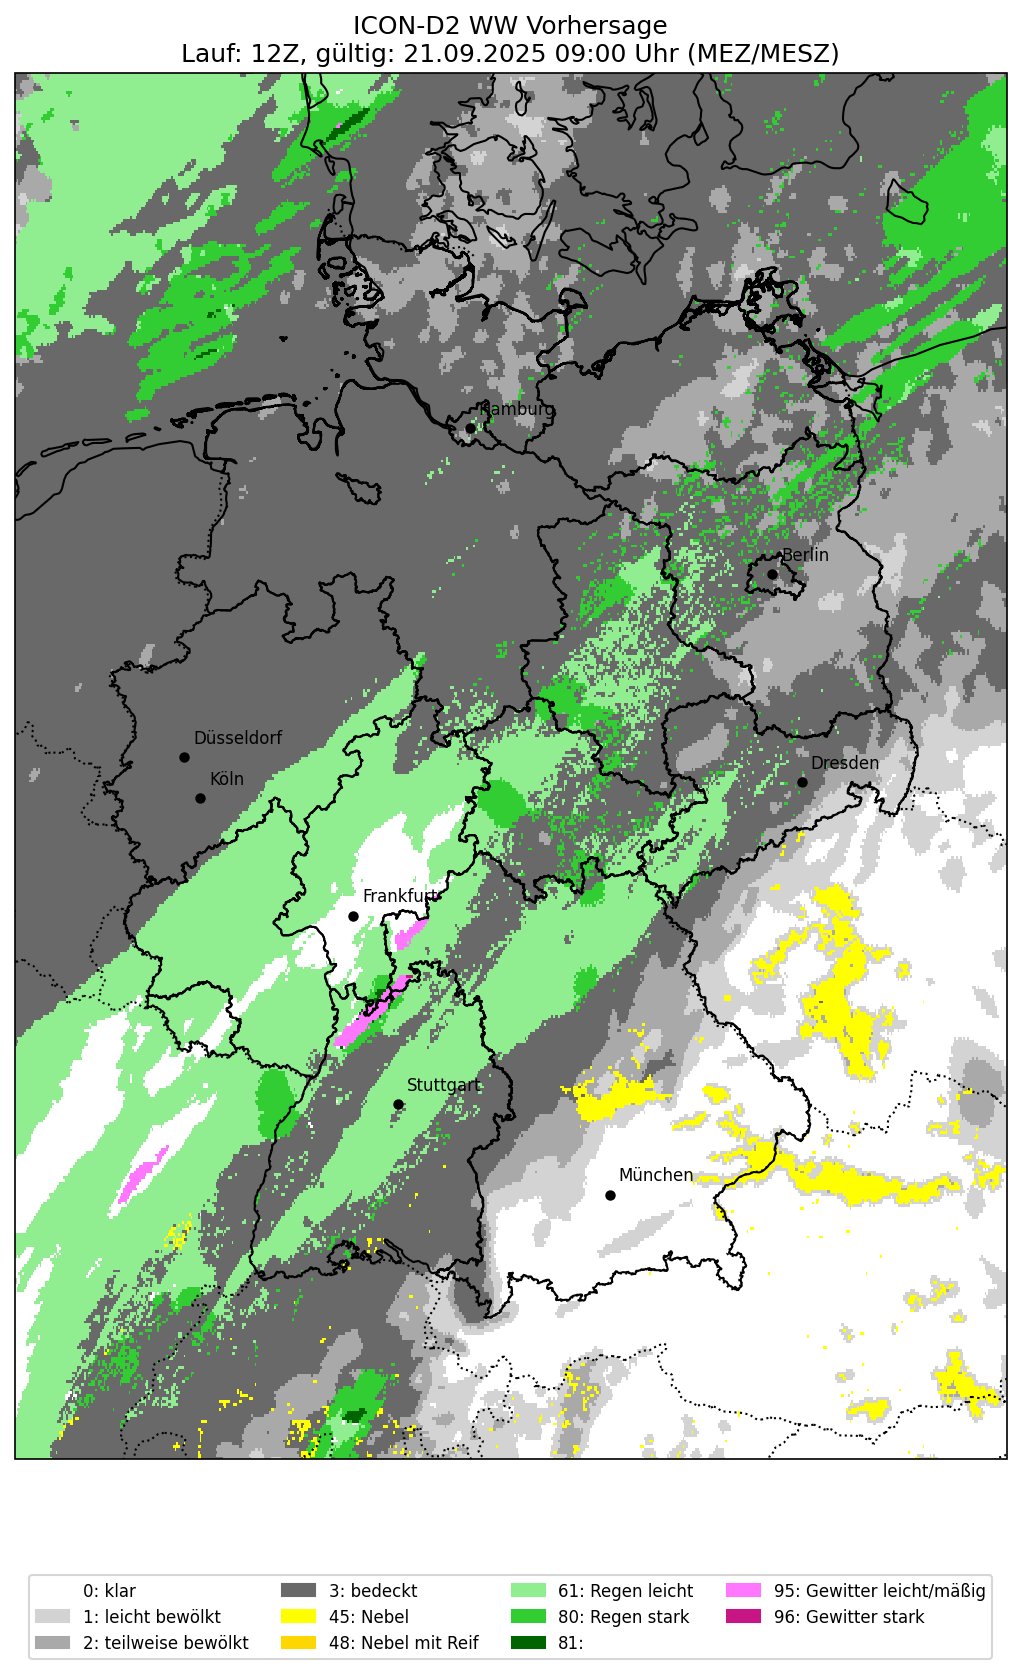 ICON-D2 WW Vorhersage
Lauf: 12Z, gültig: 21.09.2025 09:00 Uhr (MEZ/MESZ)
Hamburg
Berlin
Düsseldorf
Köln
Dresden
Frankfurt
Stuttgart
München
0: klar
1: leicht bewölkt
2: teilweise bewölkt
3: bedeckt
45: Nebel
48: Nebel mit Reif
61: Regen leicht
80: Regen stark
81:
95: Gewitter leicht/mäßig
96: Gewitter stark